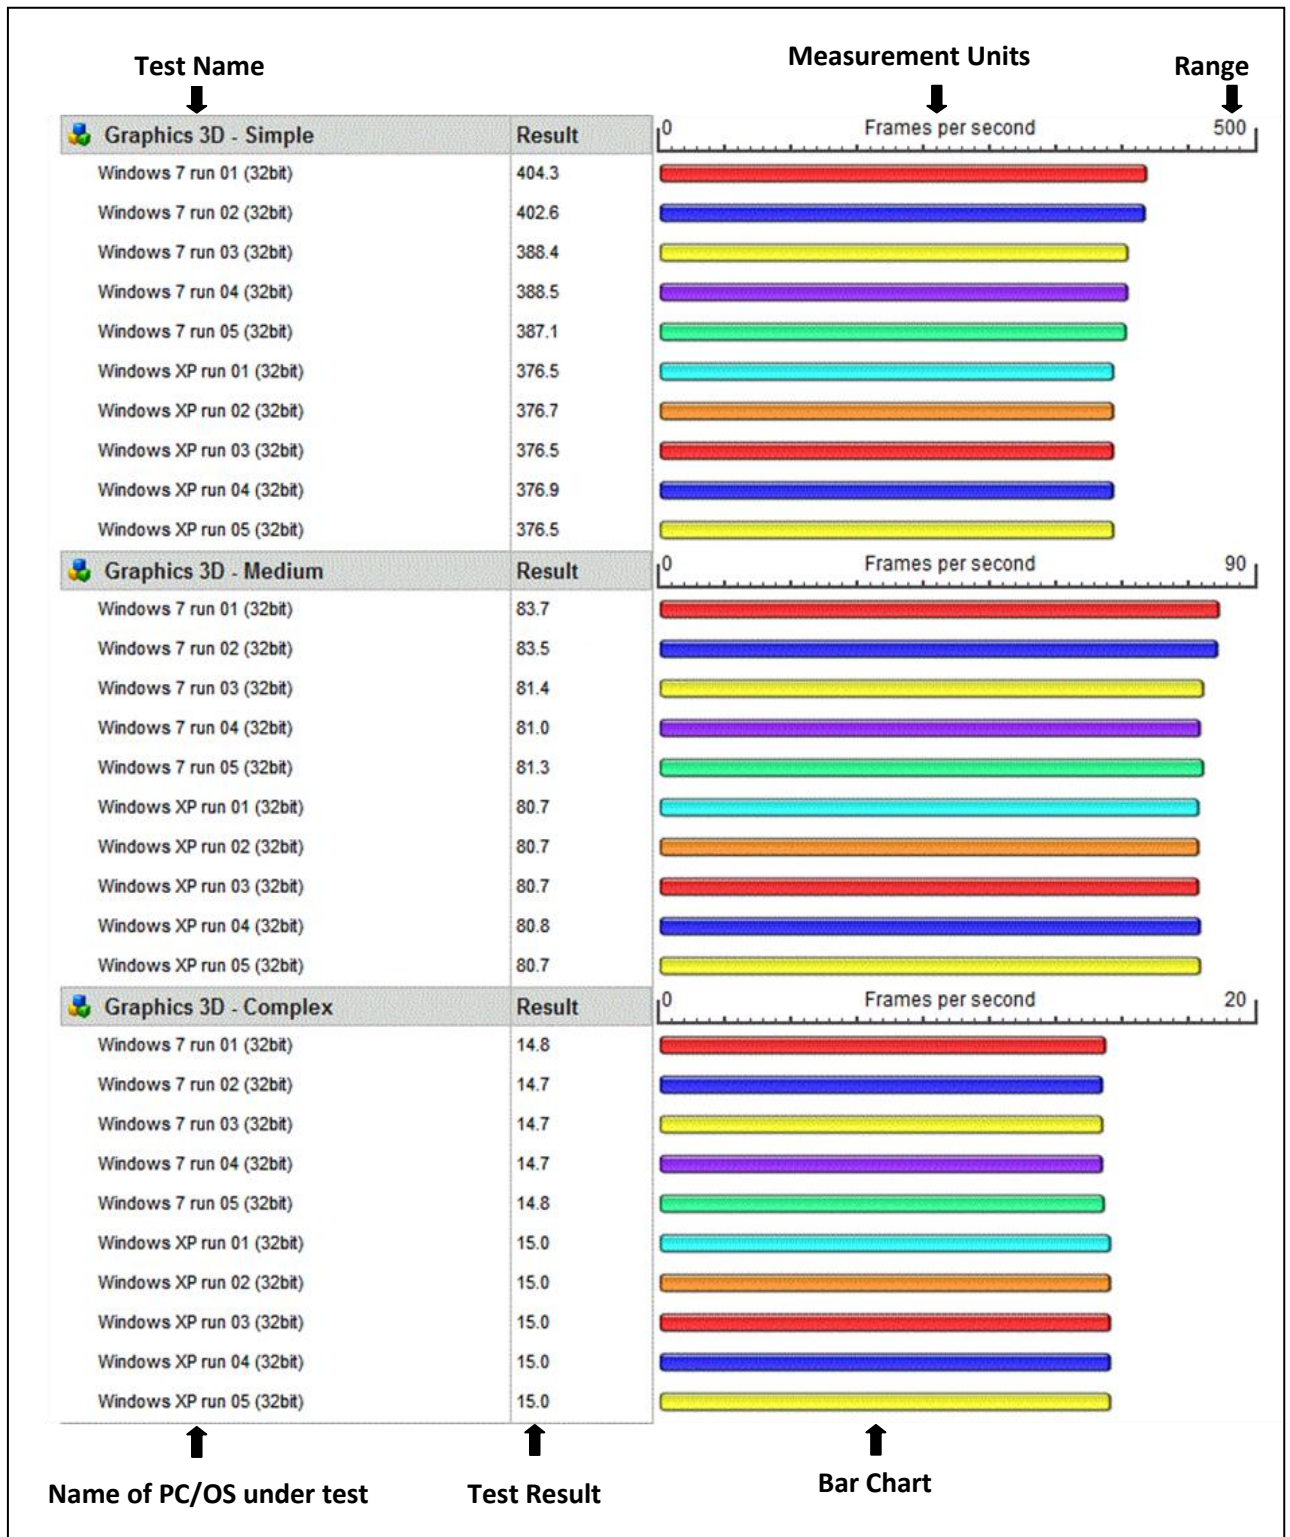 Test Name Measurement Units Range
Graphics 3D - Simple Result 0 Frames per second 500
Windows 7 run 01 (32bit) 404.3
Windows 7 run 02 (32bit) 402.6
Windows 7 run 03 (32bit) 388.4
Windows 7 run 04 (32bit) 388.5
Windows 7 run 05 (32bit) 387.1
Windows XP run 01 (32bit) 376.5
Windows XP run 02 (32bit) 376.7
Windows XP run 03 (32bit) 376.5
Windows XP run 04 (32bit) 376.9
Windows XP run 05 (32bit) 376.5
Graphics 3D - Medium Result 0 Frames per second 90
Windows 7 run 01 (32bit) 83.7
Windows 7 run 02 (32bit) 83.5
Windows 7 run 03 (32bit) 81.4
Windows 7 run 04 (32bit) 81.0
Windows 7 run 05 (32bit) 81.3
Windows XP run 01 (32bit) 80.7
Windows XP run 02 (32bit) 80.7
Windows XP run 03 (32bit) 80.7
Windows XP run 04 (32bit) 80.8
Windows XP run 05 (32bit) 80.7
Graphics 3D - Complex Result 0 Frames per second 20
Windows 7 run 01 (32bit) 14.8
Windows 7 run 02 (32bit) 14.7
Windows 7 run 03 (32bit) 14.7
Windows 7 run 04 (32bit) 14.7
Windows 7 run 05 (32bit) 14.8
Windows XP run 01 (32bit) 15.0
Windows XP run 02 (32bit) 15.0
Windows XP run 03 (32bit) 15.0
Windows XP run 04 (32bit) 15.0
Windows XP run 05 (32bit) 15.0
Name of PC/OS under test Test Result Bar Chart